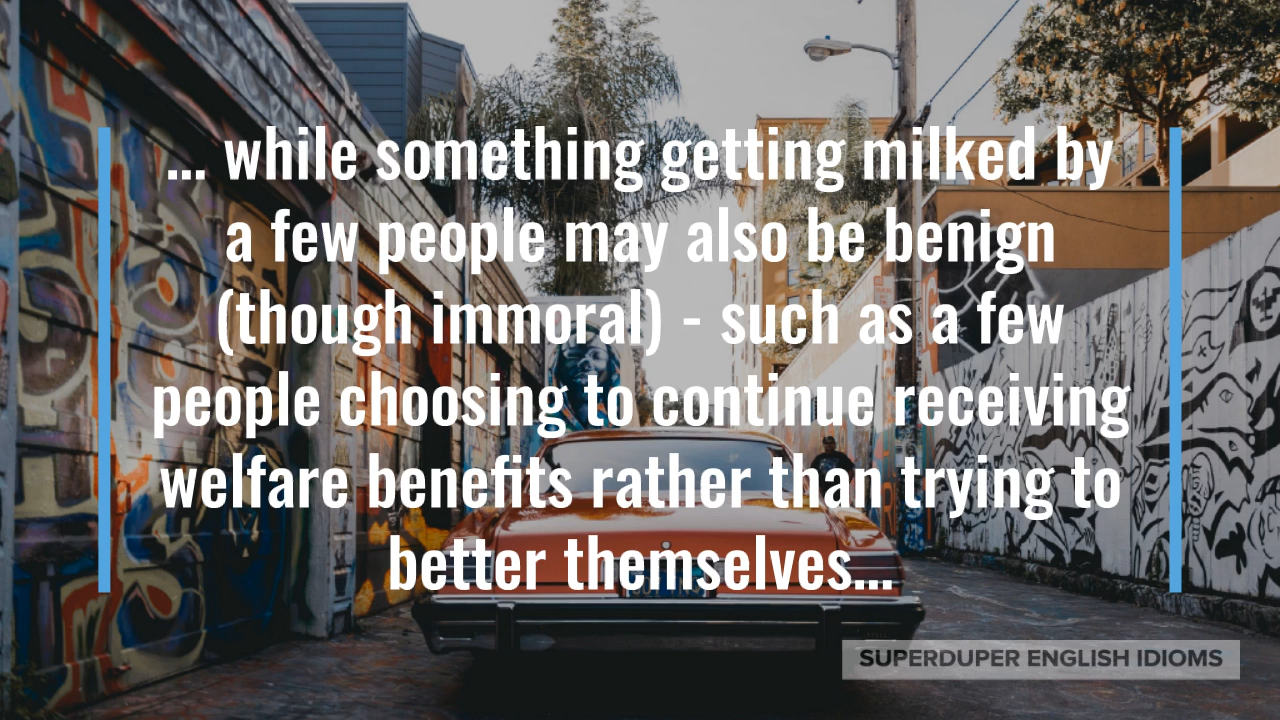 ... while something getting milked by
a few people may also be benign
(though immoral) - such as a few
people choosing to continue receiving
welfare benefits rather than trying to
better themselves...
SUPERDUPER ENGLISH IDIOMS